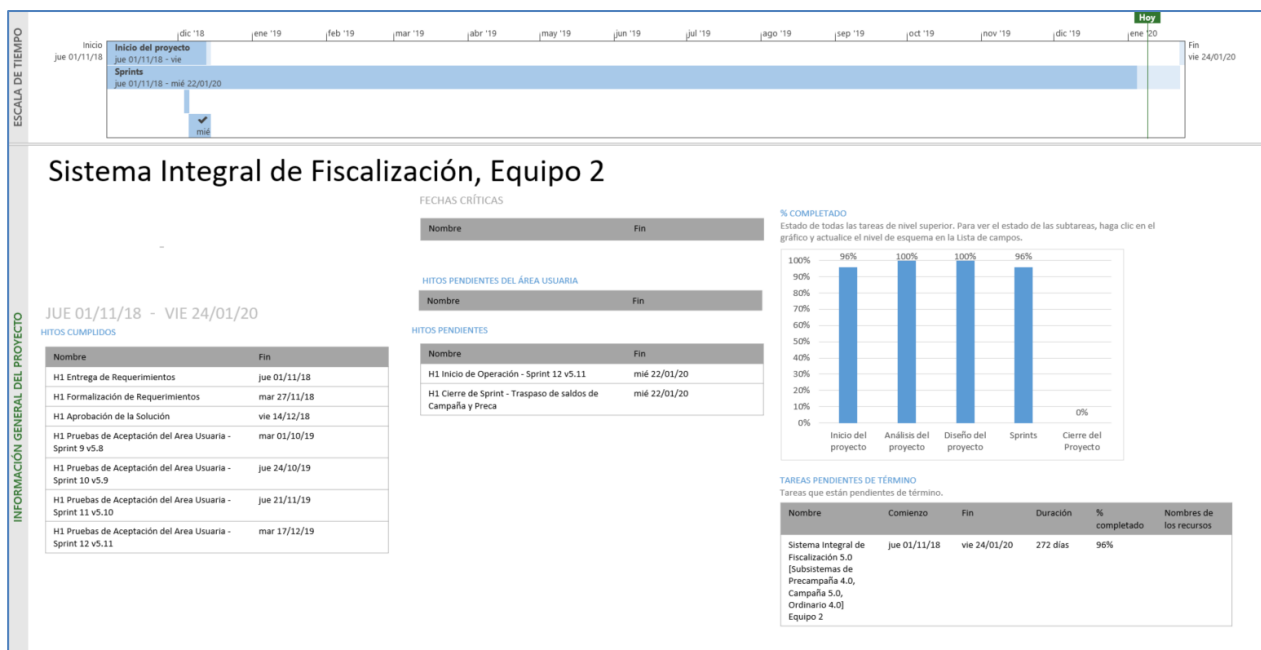 Hoy
dic '18 ene '19 feb '19 mar '19 abr '19 may '19 jun '19 jul '19 ago '19 sep '19 oct '19 nov '19 dic '19 ene '20
Inicio
jue 01/11/18
Inicio del proyecto
jue 01/11/18 - vie
Sprints
jue 01/11/18 - mié 22/01/20
mié
Fin
vie 24/01/20
ESCALA DE TIEMPO
INFORMACIÓN GENERAL DEL PROYECTO
Sistema Integral de Fiscalización, Equipo 2
-
JUE 01/11/18 - VIE 24/01/20
HITOS CUMPLIDOS
Nombre Fin
H1 Entrega de Requerimientos jue 01/11/18
H1 Formalización de Requerimientos mar 27/11/18
H1 Aprobación de la Solución vie 14/12/18
H1 Pruebas de Aceptación del Area Usuaria - mar 01/10/19
Sprint 9 v5.8
H1 Pruebas de Aceptación del Area Usuaria - jue 24/10/19
Sprint 10 v5.9
H1 Pruebas de Aceptación del Area Usuaria - jue 21/11/19
Sprint 11 v5.10
H1 Pruebas de Aceptación del Area Usuaria - mar 17/12/19
Sprint 12 v5.11
FECHAS CRÍTICAS
Nombre Fin
HITOS PENDIENTES DEL ÁREA USUARIA
Nombre Fin
HITOS PENDIENTES
Nombre Fin
H1 Inicio de Operación - Sprint 12 v5.11 mié 22/01/20
H1 Cierre de Sprint - Traspaso de saldos de mié 22/01/20
Campaña y Preca
% COMPLETADO
Estado de todas las tareas de nivel superior. Para ver el estado de las subtareas, haga clic en el
gráfico y actualice el nivel de esquema en la Lista de campos.
100%
90%
80%
70%
60%
50%
40%
30%
20%
10%
0%
96% 100% 100% 96% 0%
Inicio del Análisis del Diseño del Sprints Cierre del
proyecto proyecto proyecto Proyecto
TAREAS PENDIENTES DE TÉRMINO
Tareas que están pendientes de término.
Nombre Comienzo Fin Duración % Nombres de
completado los recursos
Sistema Integral de jue 01/11/18 vie 24/01/20 272 días 96%
Fiscalización 5.0
[Subsistemas de
Precampaña 4.0,
Campaña 5.0,
Ordinario 4.0]
Equipo 2